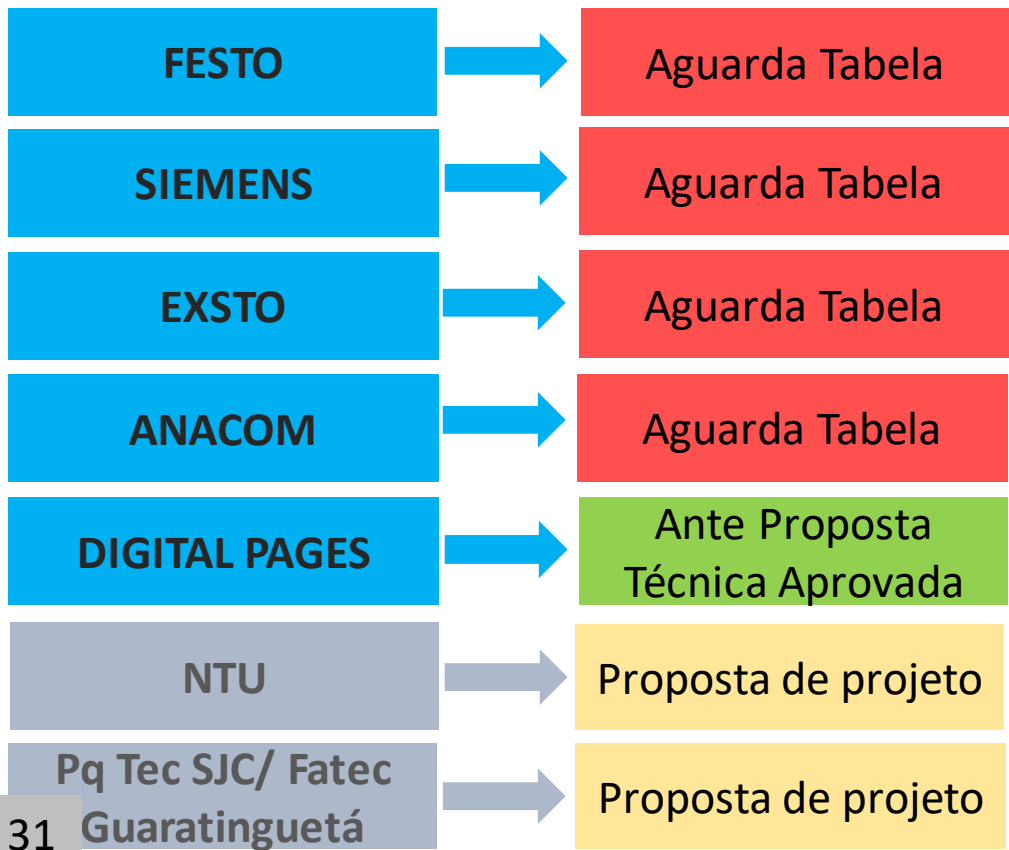 FESTO
Aguarda Tabela
SIEMENS
Aguarda Tabela
EXSTO
Aguarda Tabela
ANACOM
Aguarda Tabela
DIGITAL PAGES
Ante Proposta
Técnica Aprovada
NTU
Proposta de projeto
Pq Tec SJC/ Fatec
Guaratinguetá
Proposta de projeto
31